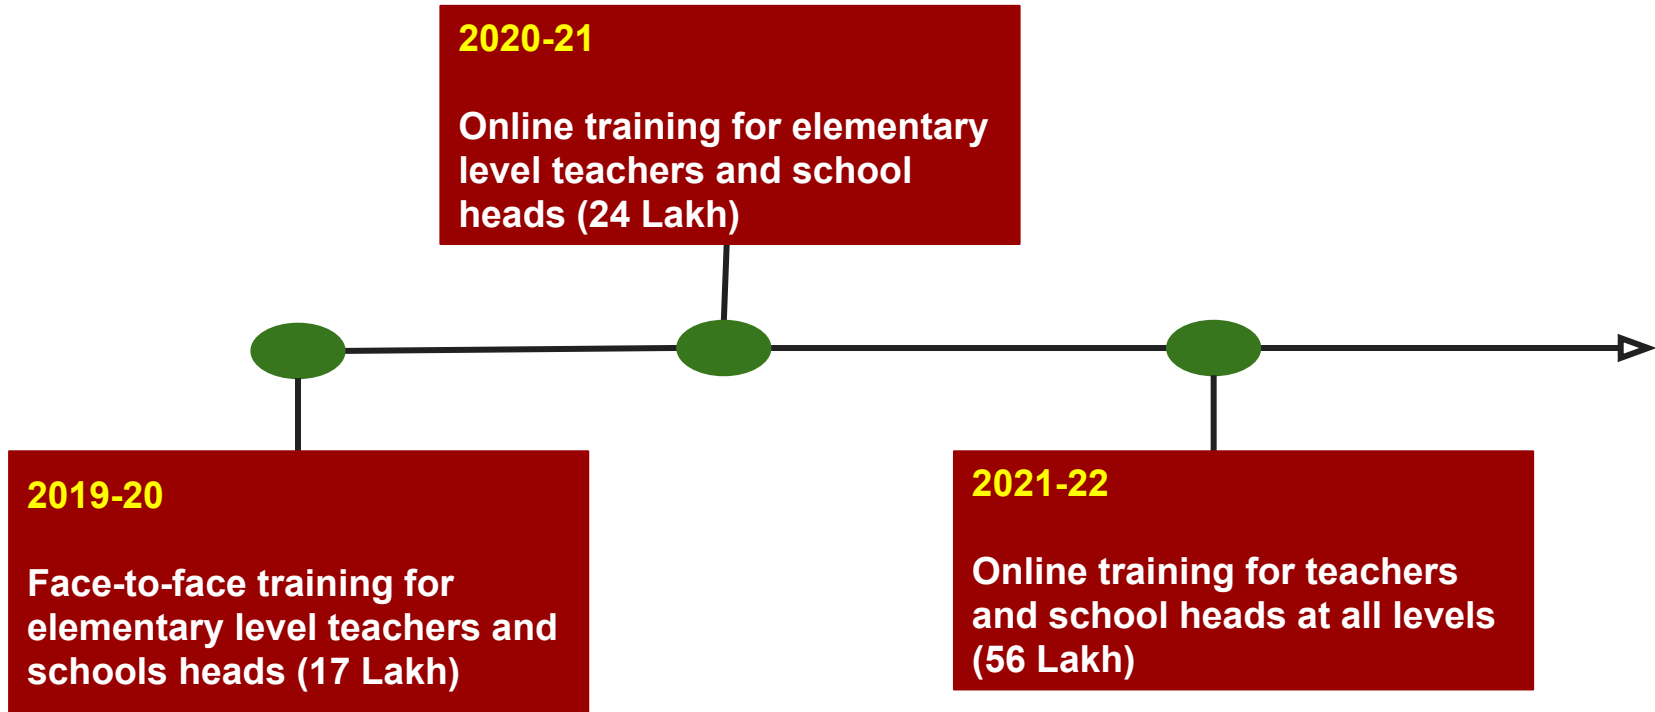 2020-21
Online training for elementary
level teachers and school
heads (24 Lakh)
2019-20
Face-to-face training for
elementary level teachers and
schools heads (17 Lakh)
2021-22
Online training for teachers
and school heads at all levels
(56 Lakh)